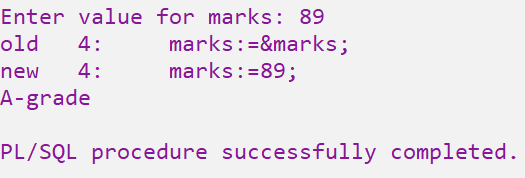 Enter value for marks: 89
old   4:     marks:=&marks;
new   4:     marks:=89;
A-grade
PL/SQL procedure successfully completed.